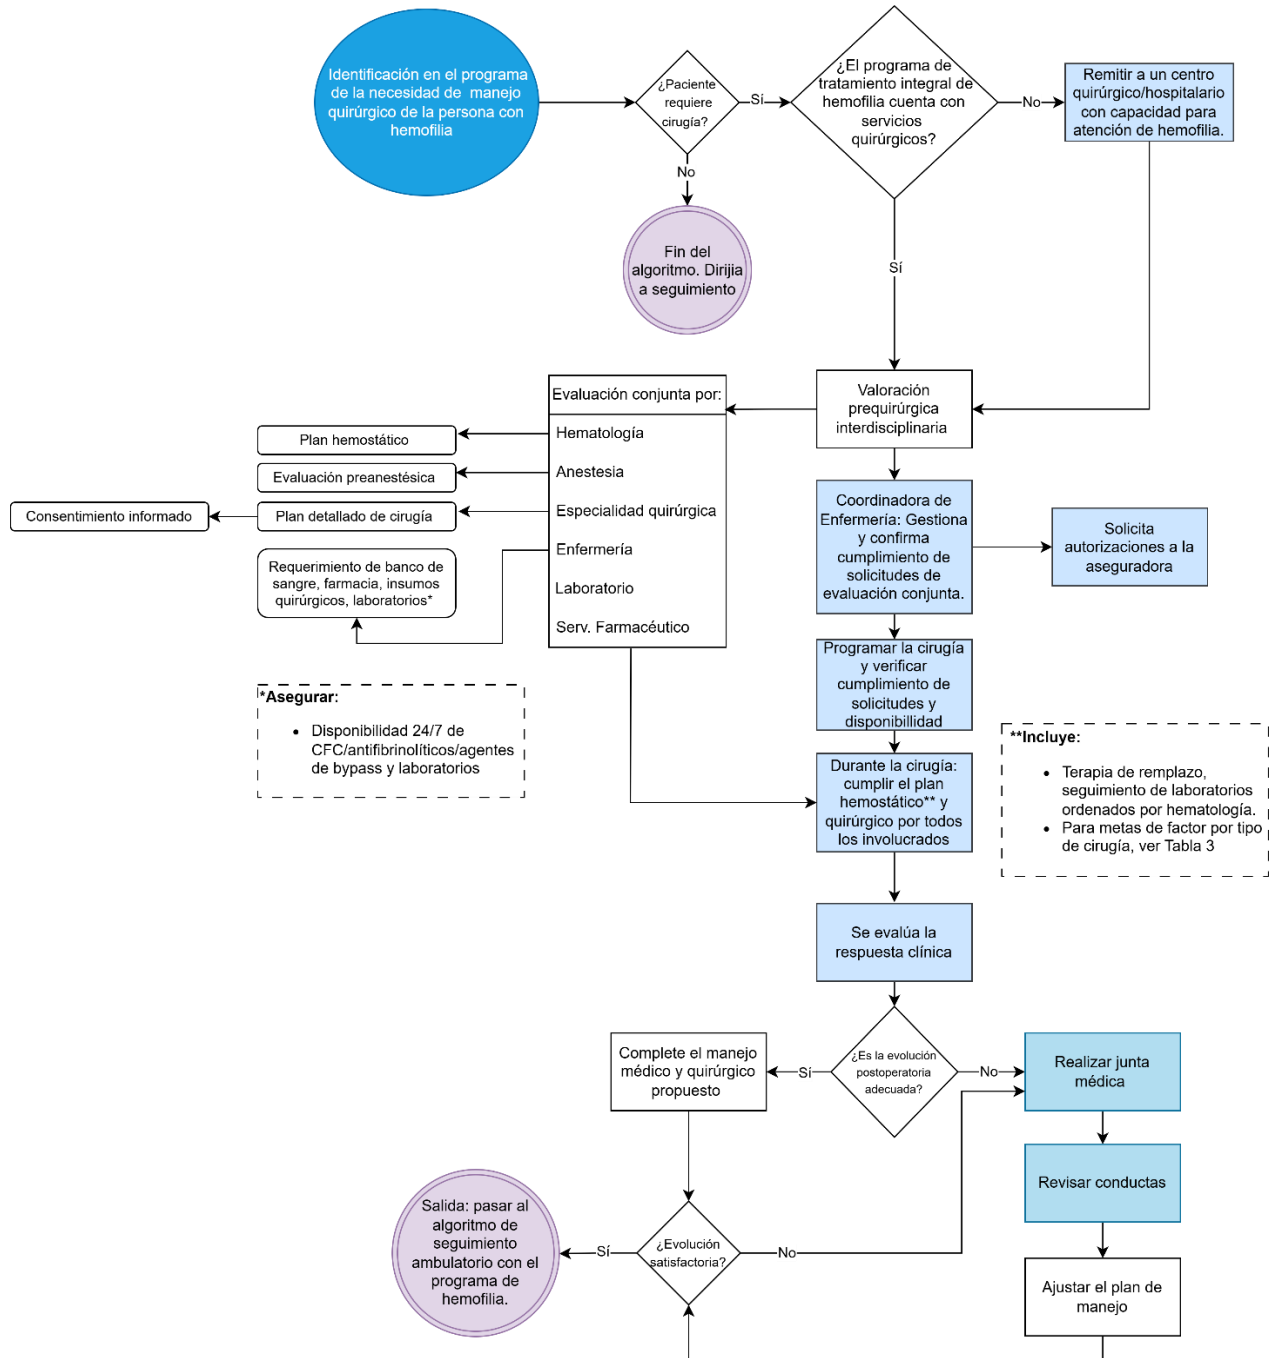 Identificación en el programa
de la necesidad de manejo
quirúrgico de la persona con
hemofilia
¿Paciente
requiere
cirugía?
Sí
¿El programa de
tratamiento integral de
hemofilia cuenta con
servicios
quirúrgicos?
No
Remitir a un centro
quirúrgico/hospitalario
con capacidad para
atención de hemofilia.
No
Fin del
algoritmo. Dirijia
a seguimiento
Sí
Valoración
prequirúrgica
interdisciplinaria
Evaluación conjunta por:
Hematología
Anestesia
Especialidad quirúrgica
Enfermería
Laboratorio
Serv. Farmacéutico
Plan hemostático
Evaluación preanestésica
Plan detallado de cirugía
Consentimiento informado
Requerimiento de banco de
sangre, farmacia, insumos
quirúrgicos, laboratorios*
Coordinadora de
Enfermería: Gestiona
y confirma
cumplimiento de
solicitudes de
evaluación conjunta.
Solicita
autorizaciones a la
aseguradora
Programar la cirugía
y verificar
cumplimiento de
solicitudes y
disponibillidad
*Asegurar:
• Disponibilidad 24/7 de
CFC/antifibrinolíticos/agentes
de bypass y laboratorios
Durante la cirugía:
cumplir el plan
hemostático** y
quirúrgico por todos
los involucrados
**Incluye:
• Terapia de remplazo,
seguimiento de laboratorios
ordenados por hematología.
• Para metas de factor por tipo
de cirugía, ver Tabla 3
Se evalúa la
respuesta clínica
¿Es la evolución
postoperatoria
adecuada?
Sí
No
Complete el manejo
médico y quirúrgico
propuesto
Realizar junta
médica
Revisar conductas
Ajustar el plan de
manejo
¿Evolución
satisfactoria?
Sí
No
Salida: pasar al
algoritmo de
seguimiento
ambulatorio con el
programa de
hemofilia.